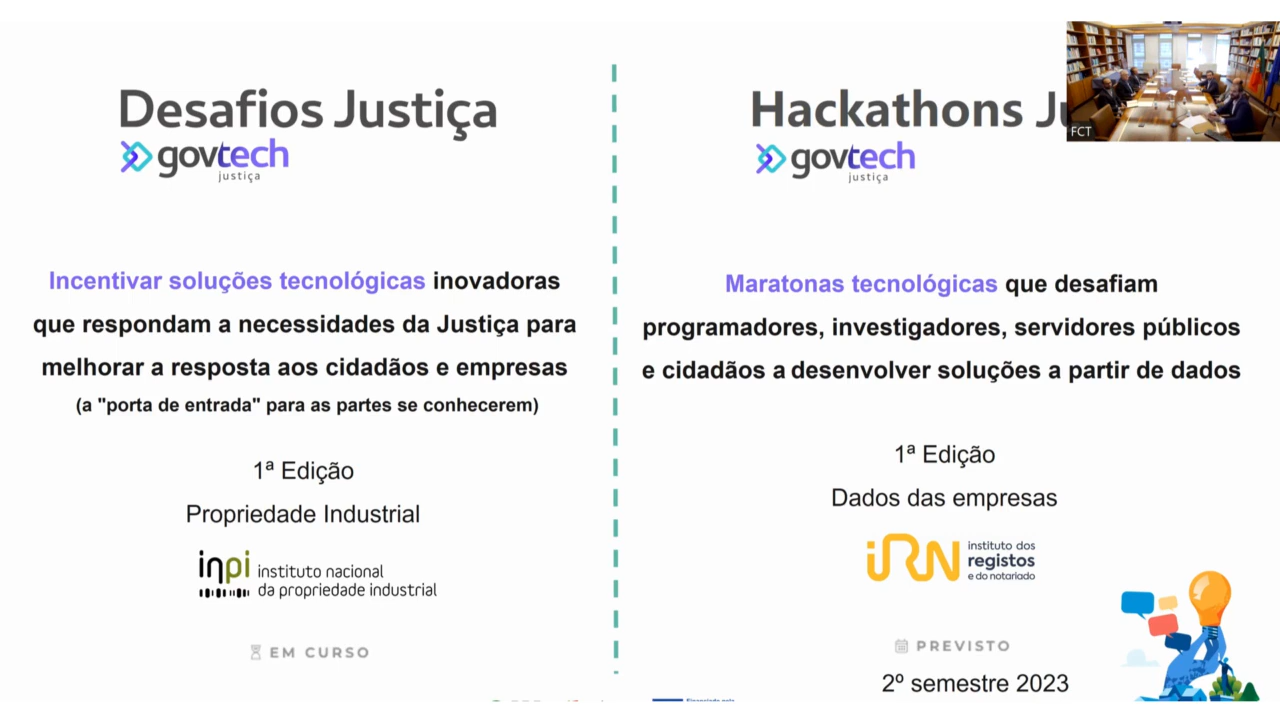 Desafios Justiça
govtech
justiça
Incentivar soluções tecnológicas inovadoras
que respondam a necessidades da Justiça para
melhorar a resposta aos cidadãos e empresas
(a "porta de entrada" para as partes se conhecerem)
1ª Edição
Propriedade Industrial
inpi instituto nacional
da propriedade industrial
EM CURSO
Hackathons
govtech
justiça
Maratonas tecnológicas que desafiam
programadores, investigadores, servidores públicos
e cidadãos a desenvolver soluções a partir de dados
1ª Edição
Dados das empresas
iRN instituto dos
registos
e do notariado
PREVISTO
2º semestre 2023
FCT